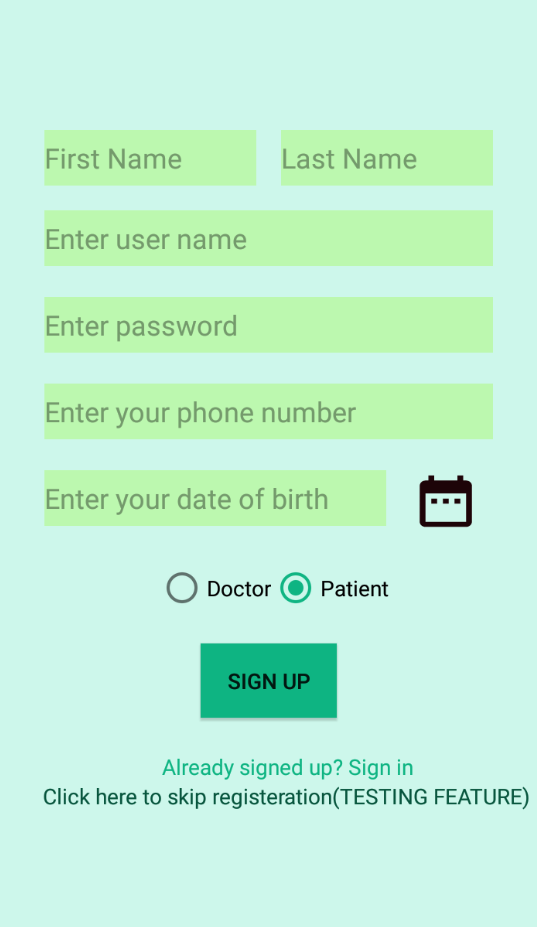 First Name Last Name
Enter user name
Enter password
Enter your phone number
Enter your date of birth
Doctor Patient
SIGN UP
Already signed up? Sign in
Click here to skip registeration(TESTING FEATURE)